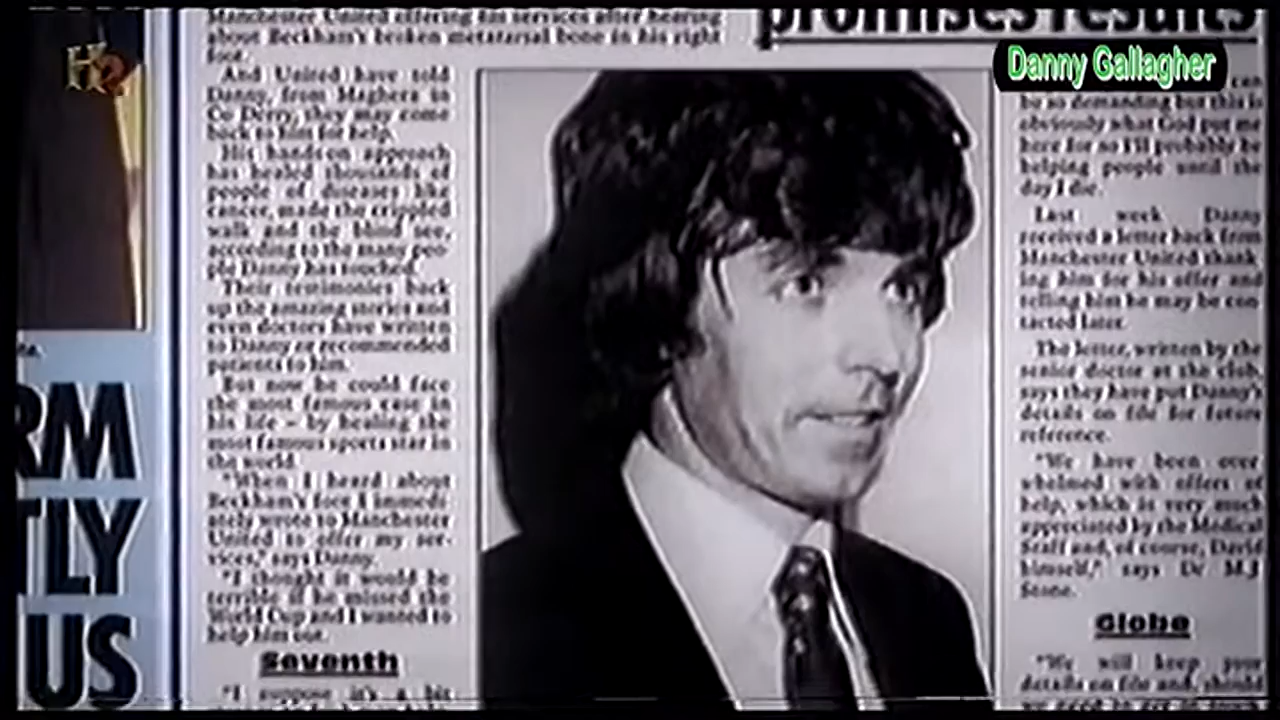 H2
Danny Gallagher
promises results
Manchester United offering his services after hearing
about Beckham's broken metatarsal bone in his right
foot.
And United have told
Danny, from Maghera in
Co Derry, they may come
back to him for help.
His hands-on approach
has healed thousands of
people of diseases like
cancer, made the crippled
walk and the blind see,
according to the many peo-
ple Danny has touched.
Their testimonies back
up the amazing stories and
even doctors have written
to Danny or recommended
patients to him.
But now he could face
the most famous case in
his life – by healing the
most famous sports star in
the world.
"When I heard about
Beckham's foot I immedi-
ately wrote to Manchester
United to offer my ser-
vices," says Danny.
"I thought it would be
terrible if he missed the
World Cup and I wanted to
help him out.
Seventh
"I suppose it's a bit
can
be so demanding but this is
obviously what God put me
here for so I'll probably be
helping people until the
day I die.
Last week Danny
received a letter back from
Manchester United thank
ing him for his offer and
telling him he may be con
tacted later.
The letter, written by the
senior doctor at the club,
says they have put Danny's
details on file for future
reference.
"We have been over
whelmed with offers of
help, which is very much
appreciated by the Medical
Staff and, of course, David
himself," says Dr M.J
Stone.
Globe
"We will keep your
details on file and, should
RM
TLY
US